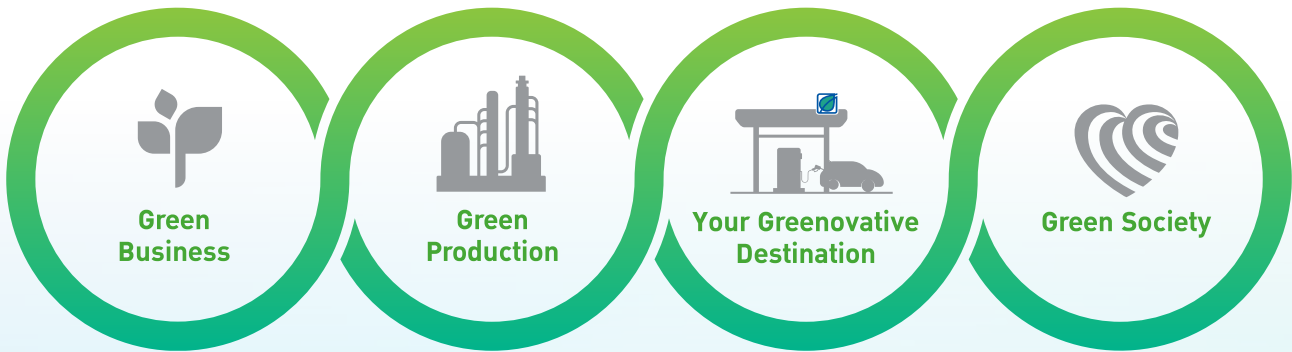 Green
Business
Green
Production
Your Greenovative
Destination
Green Society